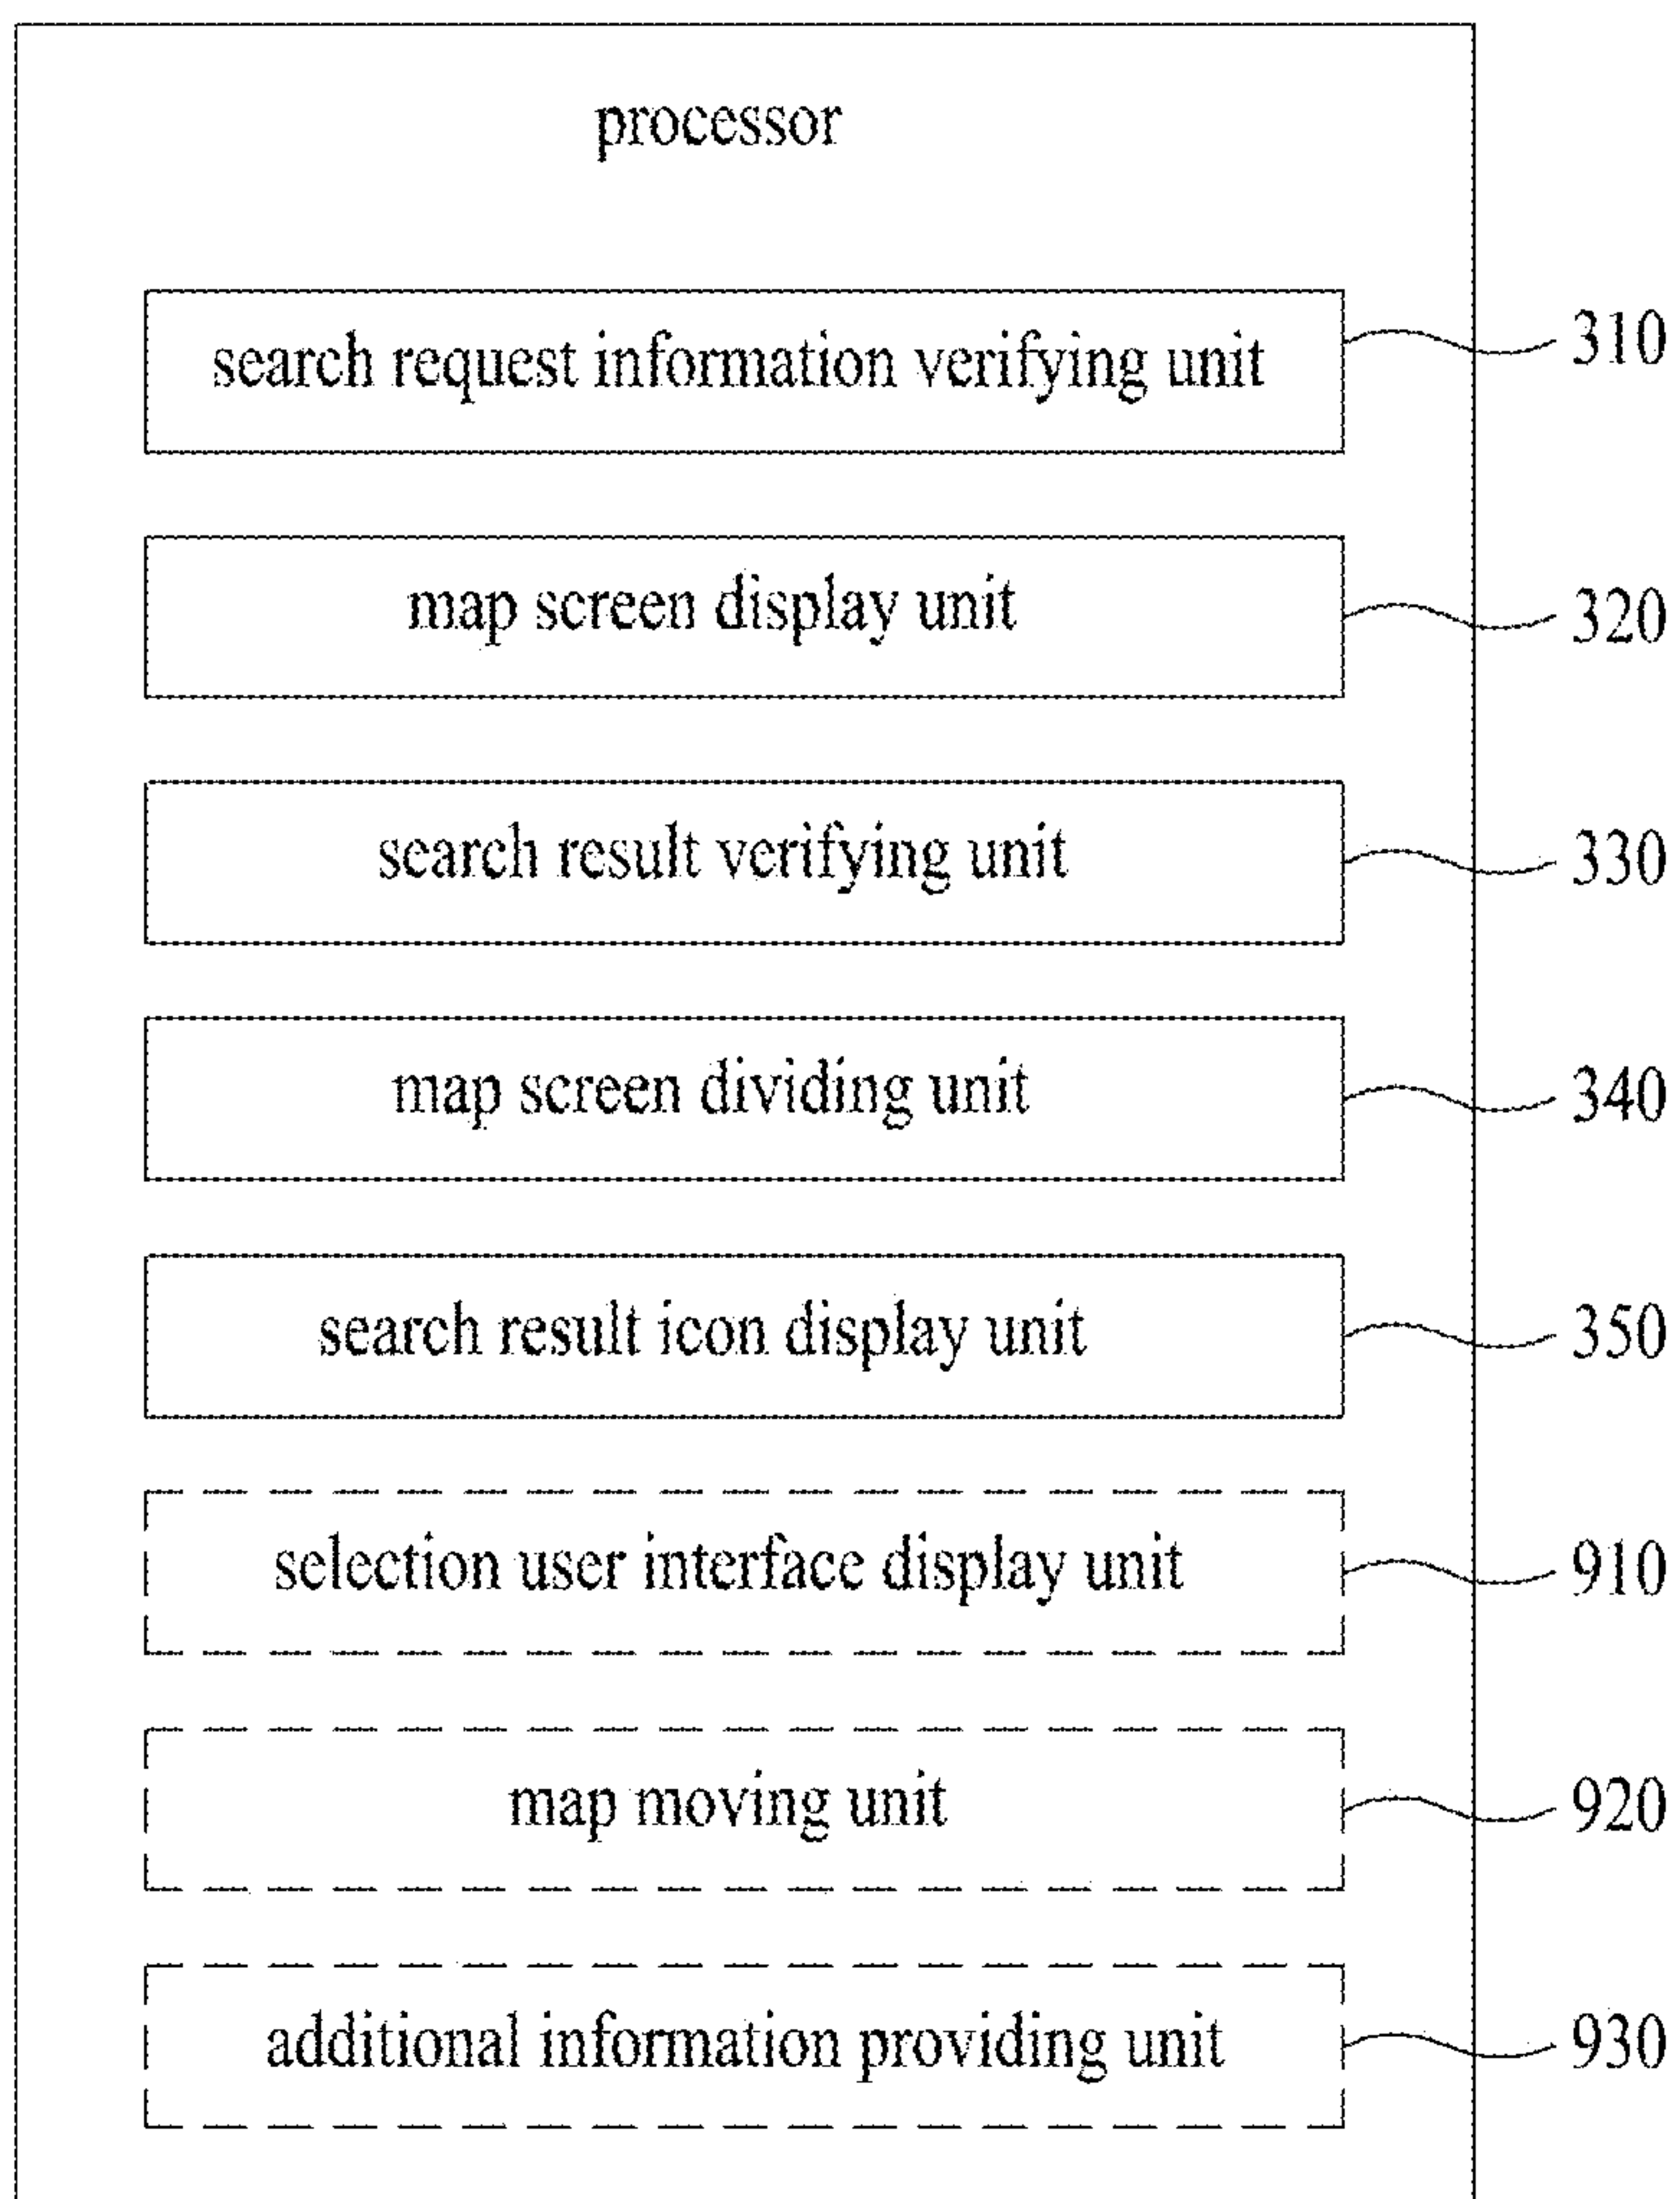 processor
search request information verifying unit 310
map screen display unit 320
search result verifying unit 330
map screen dividing unit 340
search result icon display unit 350
selection user interface display unit 910
map moving unit 920
additional information providing unit 930